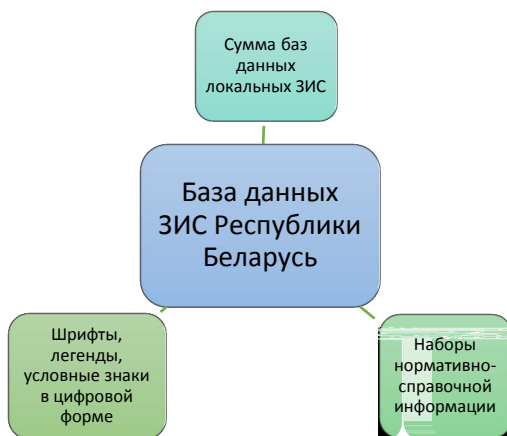 Сумма баз
данных
локальных ЗИС
База данных
ЗИС Республики
Беларусь
Шрифты,
легенды,
условные знаки
в цифровой
форме
Наборы
нормативно-
справочной
информации